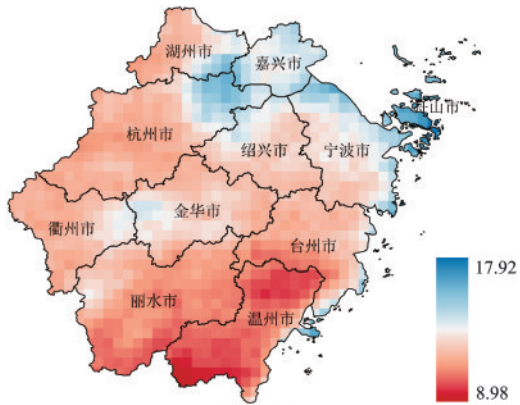 湖州市
嘉兴市
杭州市
绍兴市
宁波市
舟山市
衢州市
金华市
台州市
丽水市
温州市
17.92
8.98